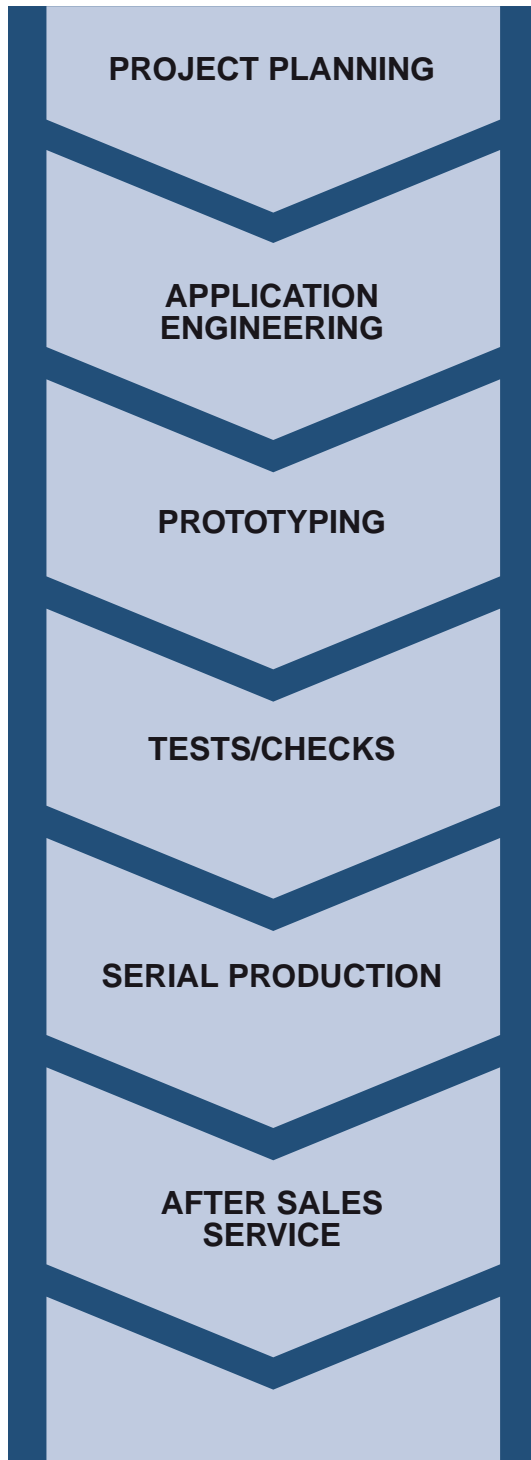 PROJECT PLANNING
APPLICATION
ENGINEERING
PROTOTYPING
TESTS/CHECKS
SERIAL PRODUCTION
AFTER SALES
SERVICE